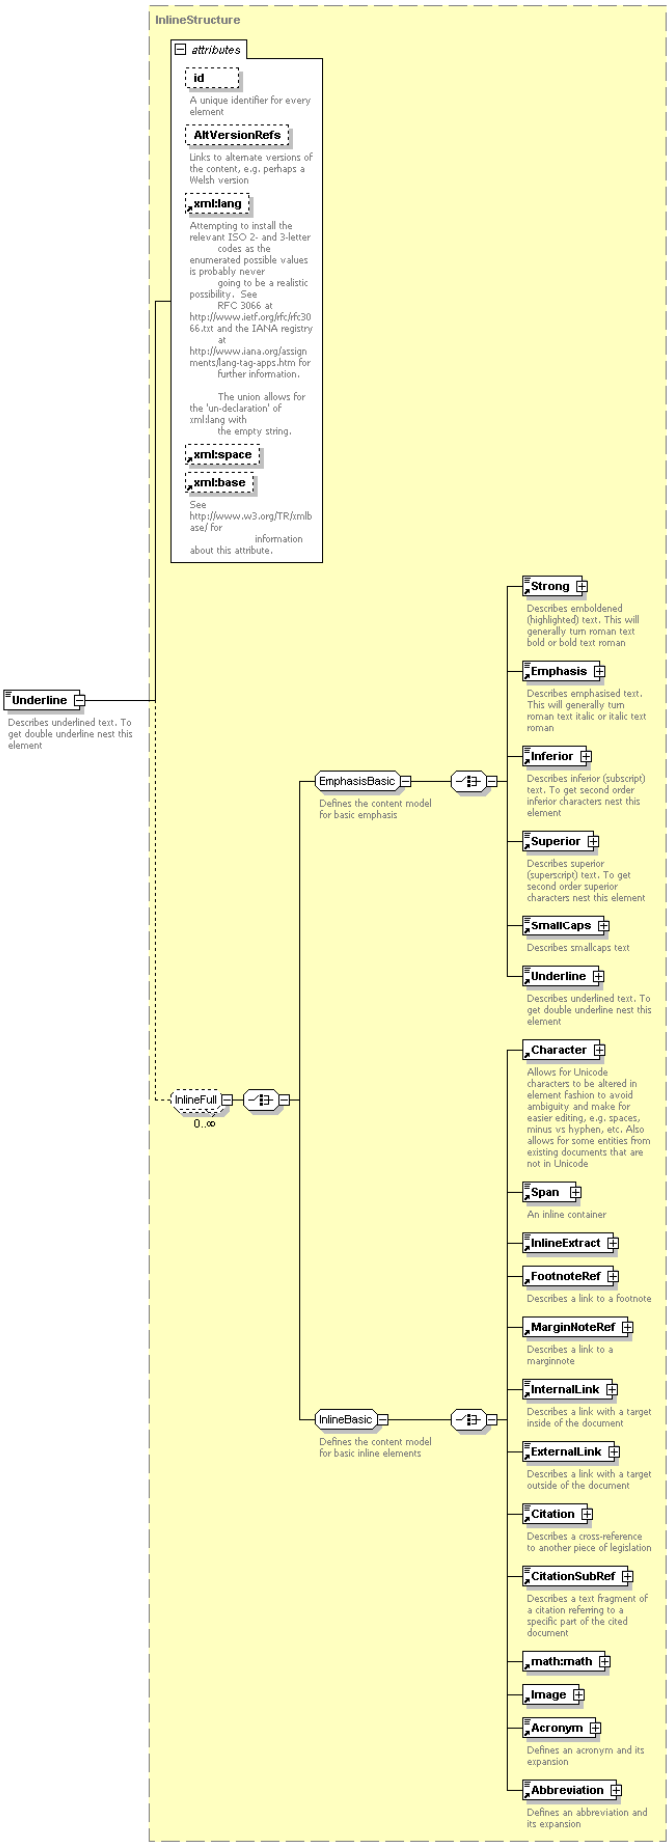 InlineStructure
attributes
id
A unique identifier for every
element
AltVersionRefs
Links to alternate versions of
the content, e.g. perhaps a
Welsh version
xml:lang
Attempting to install the
relevant ISO 2- and 3-letter
codes as the
enumerated possible values
is probably never
going to be a realistic
possibility.  See
RFC 3066 at
http://www.ietf.org/rfc/rfc30
66.txt and the IANA registry
at
http://www.iana.org/assign
ments/lang-tag-apps.htm for
further information.
The union allows for
the 'un-declaration' of
xml:lang with
the empty string.
xml:space
xml:base
See
http://www.w3.org/TR/xmlb
ase/ for
information
about this attribute.
Underline
Describes underlined text. To
get double underline nest this
element
Strong
Describes emboldened
(highlighted) text. This will
generally turn roman text
bold or bold text roman
Emphasis
Describes emphasised text.
This will generally turn
roman text italic or italic text
roman
Inferior
Describes inferior (subscript)
text. To get second order
inferior characters nest this
element
EmphasisBasic
Defines the content model
for basic emphasis
Superior
Describes superior
(superscript) text. To get
second order superior
characters nest this element
SmallCaps
Describes smallcaps text
Underline
Describes underlined text. To
get double underline nest this
element
InlineFull
0..∞
Character
Allows for Unicode
characters to be altered in
element fashion to avoid
ambiguity and make for
easier editing, e.g. spaces,
minus vs hyphen, etc. Also
allows for some entities from
existing documents that are
not in Unicode
Span
An inline container
InlineExtract
FootnoteRef
Describes a link to a footnote
MarginNoteRef
Describes a link to a
marginnote
InternalLink
Describes a link with a target
inside of the document
InlineBasic
Defines the content model
for basic inline elements
ExternalLink
Describes a link with a target
outside of the document
Citation
Describes a cross-reference
to another piece of legislation
CitationSubRef
Describes a text fragment of
a citation referring to a
specific part of the cited
document
math:math
Image
Acronym
Defines an acronym and its
expansion
Abbreviation
Defines an abbreviation and
its expansion